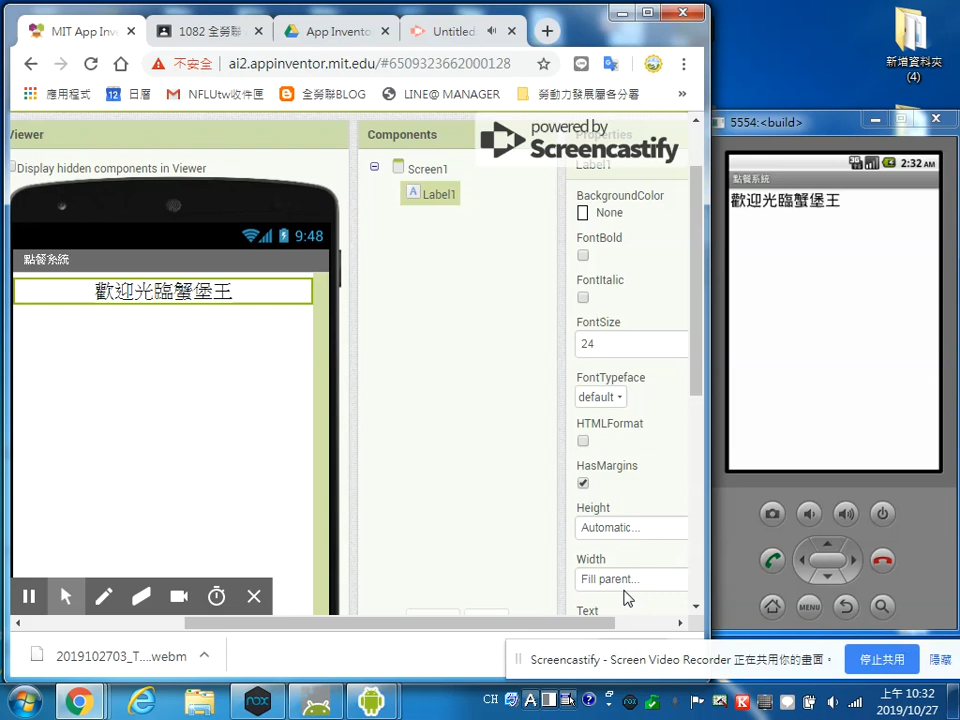 MIT App Inv
1082 全勞聯
App Invento
Untitled
不安全
ai2.appinventor.mit.edu/#6509323662000128
應用程式
12
日曆
NFLUtw收件匣
全勞聯BLOG
LINE@ MANAGER
勞動力發展屬各分署
»
新增資料夾
(4)
5554:<build>
Viewer
Components
powered by
Screencastify
Properties
Label1
Display hidden components in Viewer
Screen1
A
Label1
9:48
點餐系統
歡迎光臨蟹堡王
BackgroundColor
None
FontBold
FontItalic
FontSize
24
FontTypeface
default
HTMLFormat
HasMargins
Height
Automatic...
Width
Fill parent...
Text
3G
2:32 AM
點餐系統
歡迎光臨蟹堡王
MENU
2019102703_T....webm
Screencastify - Screen Video Recorder 正在共用你的畫面。
停止共用
隱藏
nox
CH
A
K
上午 10:32
2019/10/27